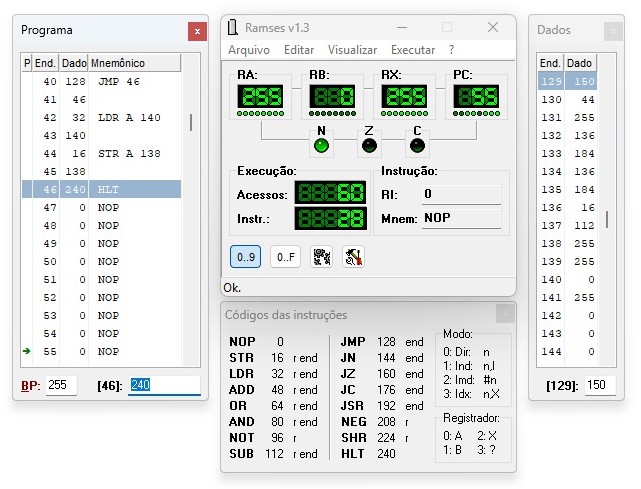 Programa
x
P End. Dado Mnemônico
40 128 JMP 46
41 46
42 32 LDR A 140
43 140
44 16 STR A 138
45 138
46 240 HLT
47 0 NOP
48 0 NOP
49 0 NOP
50 0 NOP
51 0 NOP
52 0 NOP
53 0 NOP
54 0 NOP
55 0 NOP
BP: 255 [46]: 240
Ramses v1.3
Arquivo Editar Visualizar Executar ?
RA: RB: RX: PC:
255 0 255 55
N Z C
Execução:
Acessos: 60
Instr.: 28
Instrução:
RI: 0
Mnem: NOP
0..9 0..F
Ok.
Códigos das instruções
NOP 0
STR 16 r end
LDR 32 r end
ADD 48 r end
OR 64 r end
AND 80 r end
NOT 96 r
SUB 112 r end
JMP 128 end
JN 144 end
JZ 160 end
JC 176 end
JSR 192 end
NEG 208 r
SHR 224 r
HLT 240
Modo:
0: Dir: n
1: Ind: n,I
2: Imd: #n
3: Idx: n,X
Registrador:
0: A 2: X
1: B 3: ?
Dados
End. Dado
129 150
130 44
131 255
132 136
133 184
134 136
135 184
136 16
137 112
138 255
139 255
140 0
141 255
142 0
143 0
144 0
[129]: 150